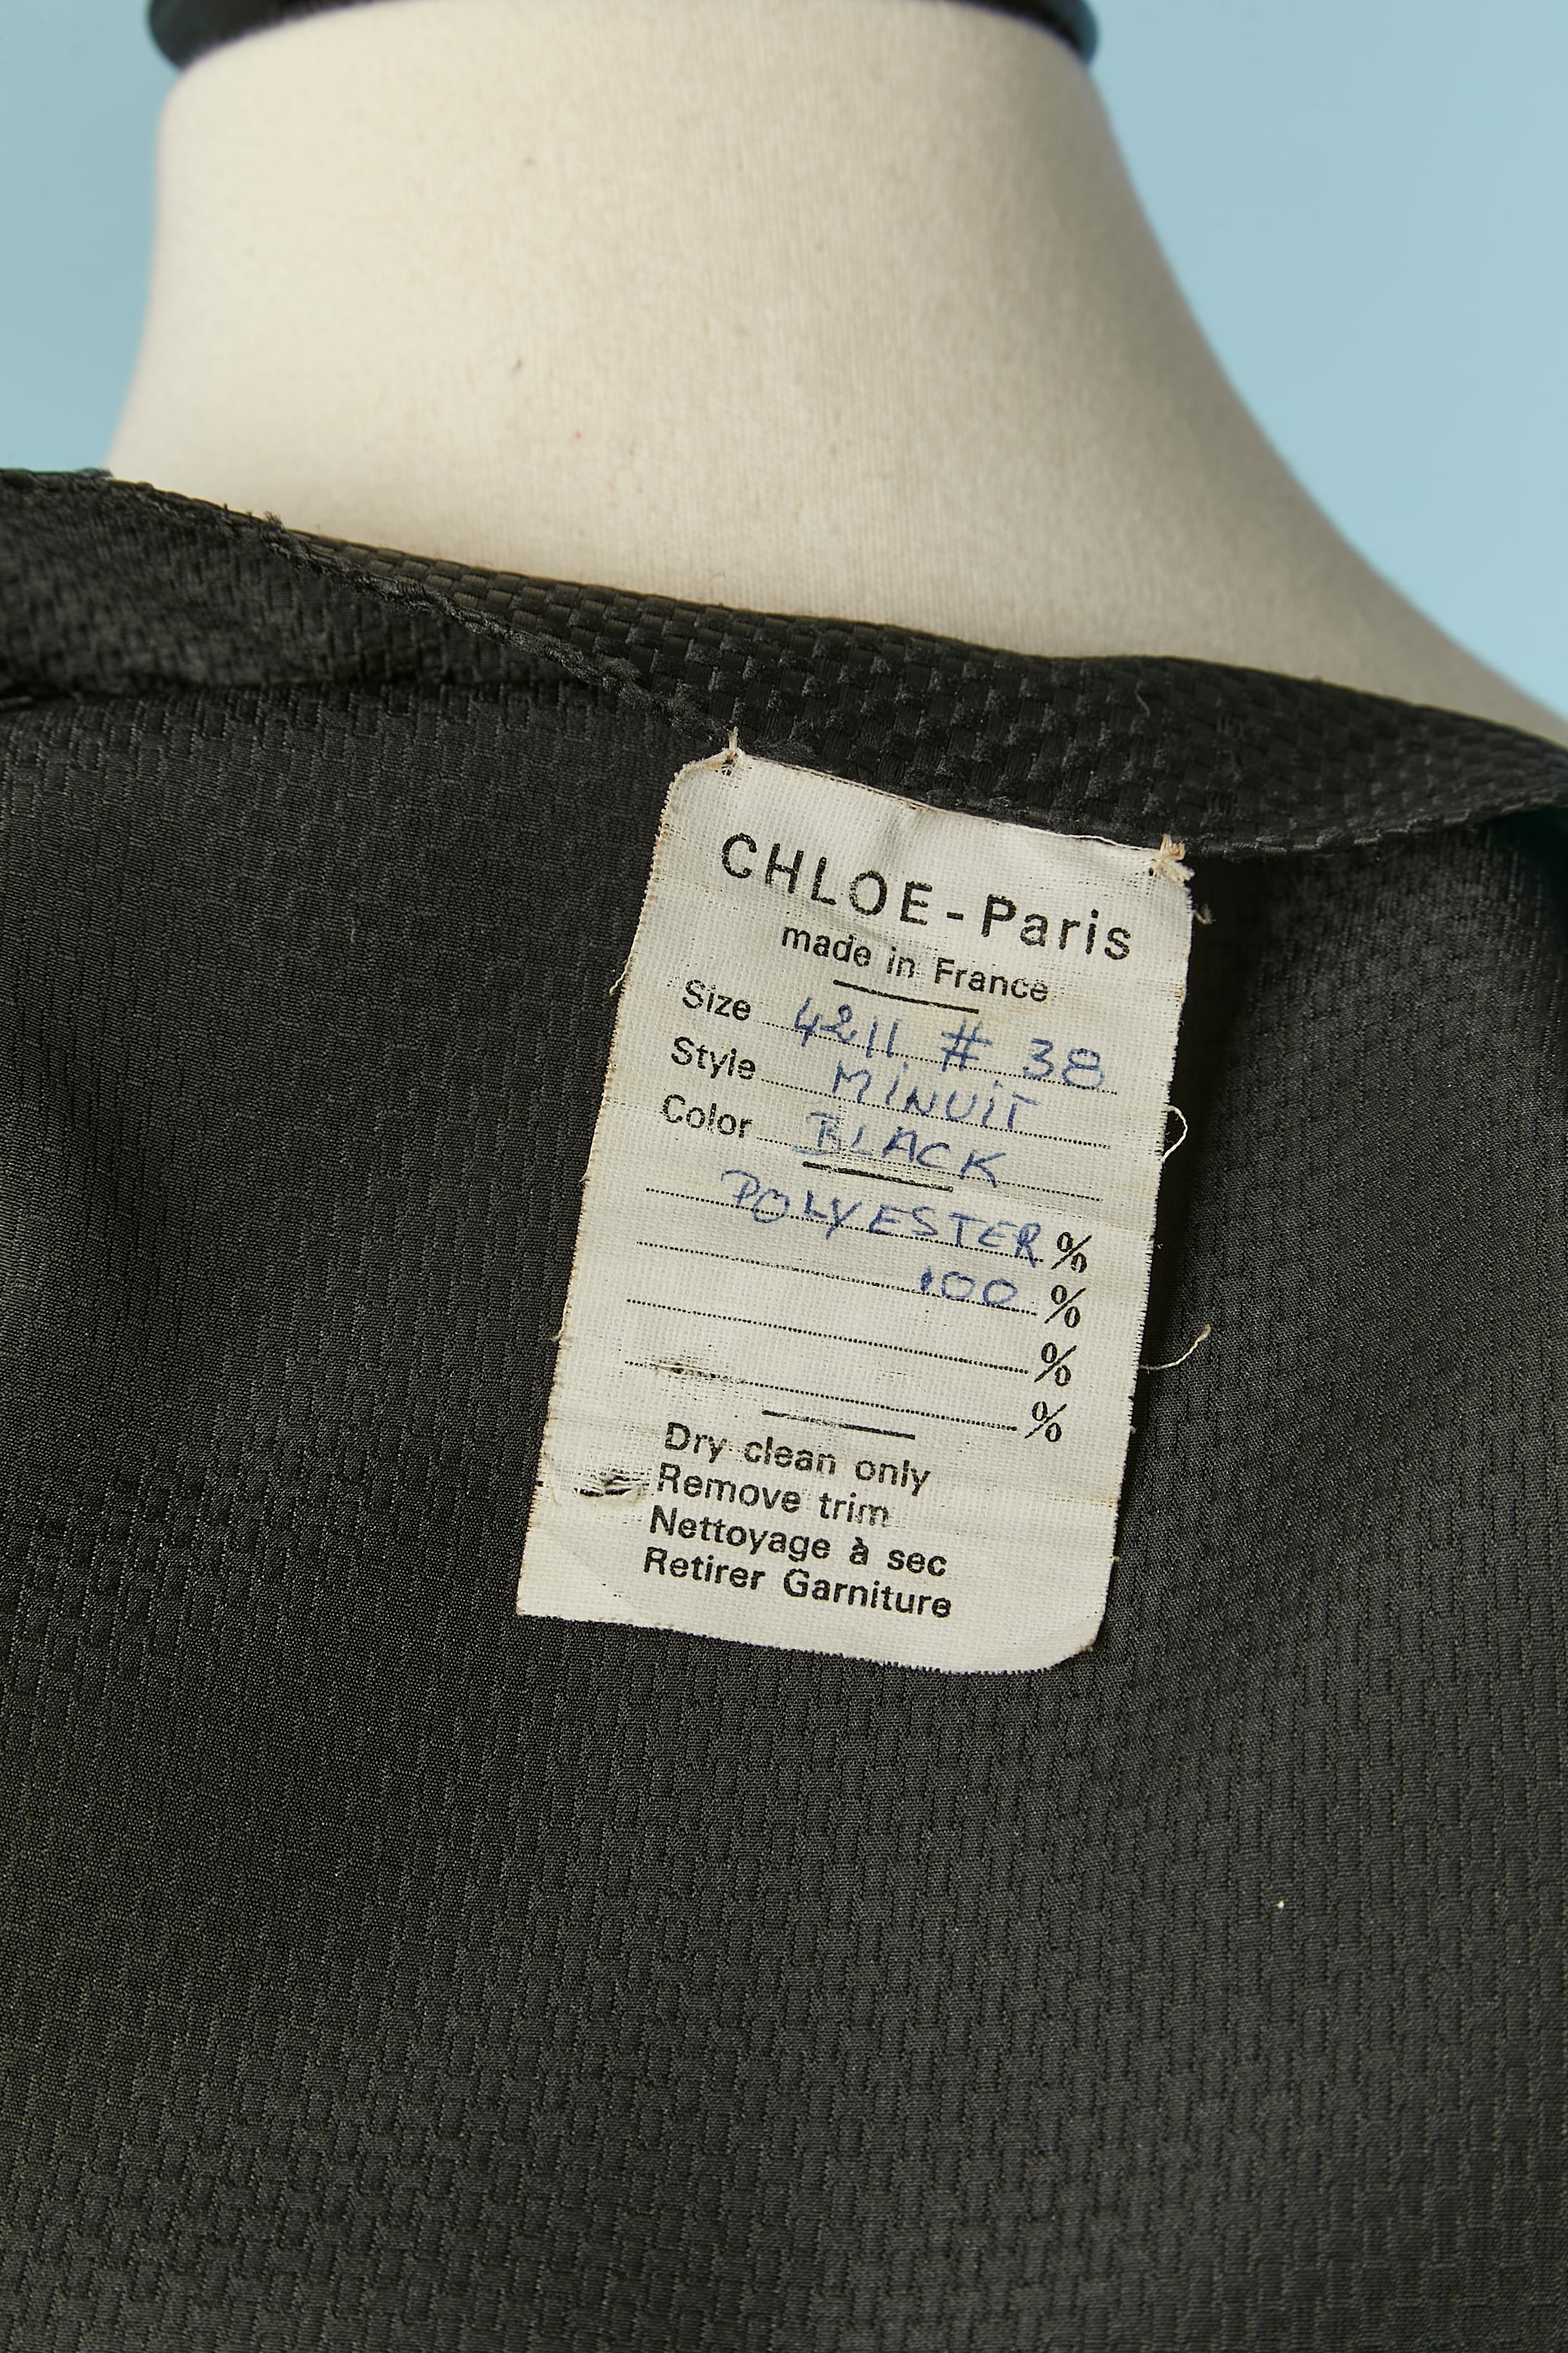 CHLOE-Paris
made in France
Size 4211 # 38
Style MiNUiT
Color BLACK
POLYESTER %
100 %
%
%
Dry clean only
Remove trim
Nettoyage à sec
Retirer Garniture